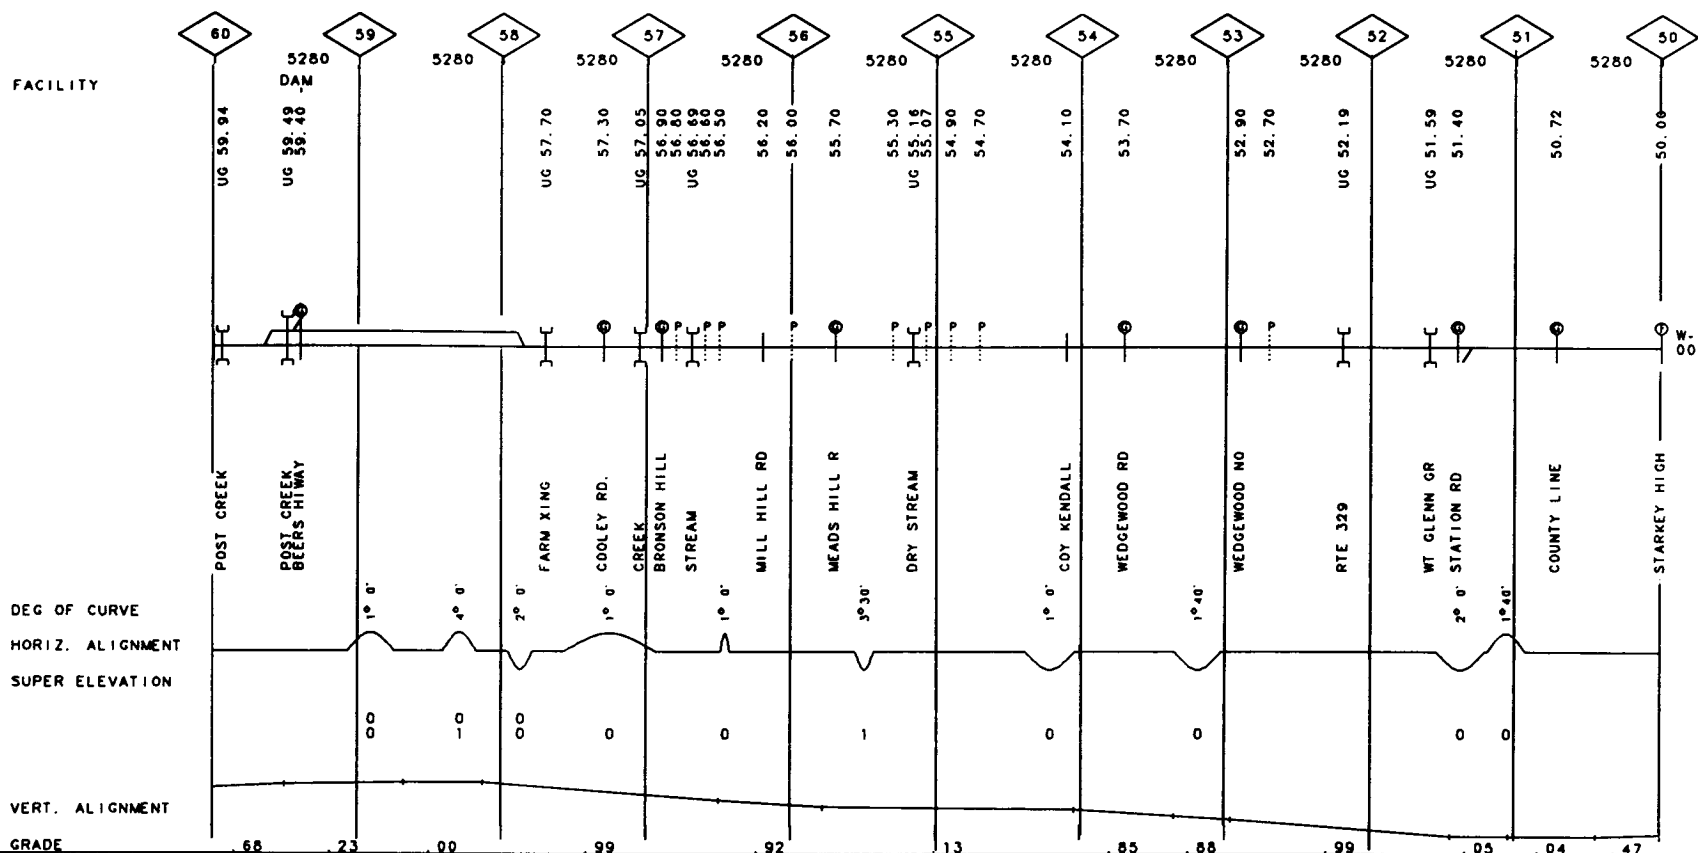 60 59 58 57 56 55 54 53 52 51 50
5280 5280 5280 5280 5280 5280 5280 5280 5280 5280
FACILITY
DAM
UG 59.94
UG 59.49
59.40
UG 57.70
57.30
UG 57.05
56.90
56.80
UG 56.69
56.60
56.50
56.20
56.00
55.70
55.30
UG 55.16
55.07
54.90
54.70
54.10
53.70
52.90
52.70
UG 52.19
UG 51.59
51.40
50.72
50.00
P P P P P P P P P
W-
00
POST CREEK
POST CREEK
BEERS HIWAY
FARM XING
COOLEY RD.
CREEK
BRONSON HILL
STREAM
MILL HILL RD
MEADS HILL R
DRY STREAM
COY KENDALL
WEDGEWOOD RD
WEDGEWOOD NO
RTE 329
WT GLENN GR
STATION RD
COUNTY LINE
STARKEY HIGH
DEG OF CURVE
1° 0' 4° 0' 2° 0' 1° 0' 1° 0' 3°30' 1° 0' 1°40' 2° 0' 1°40'
HORIZ. ALIGNMENT
SUPER ELEVATION
0 0 0
0 1 0 0 0 1 0 0 0 0
VERT. ALIGNMENT
GRADE .68 .23 .00 .99 .92 .13 .85 .88 .99 .05 .04 .47